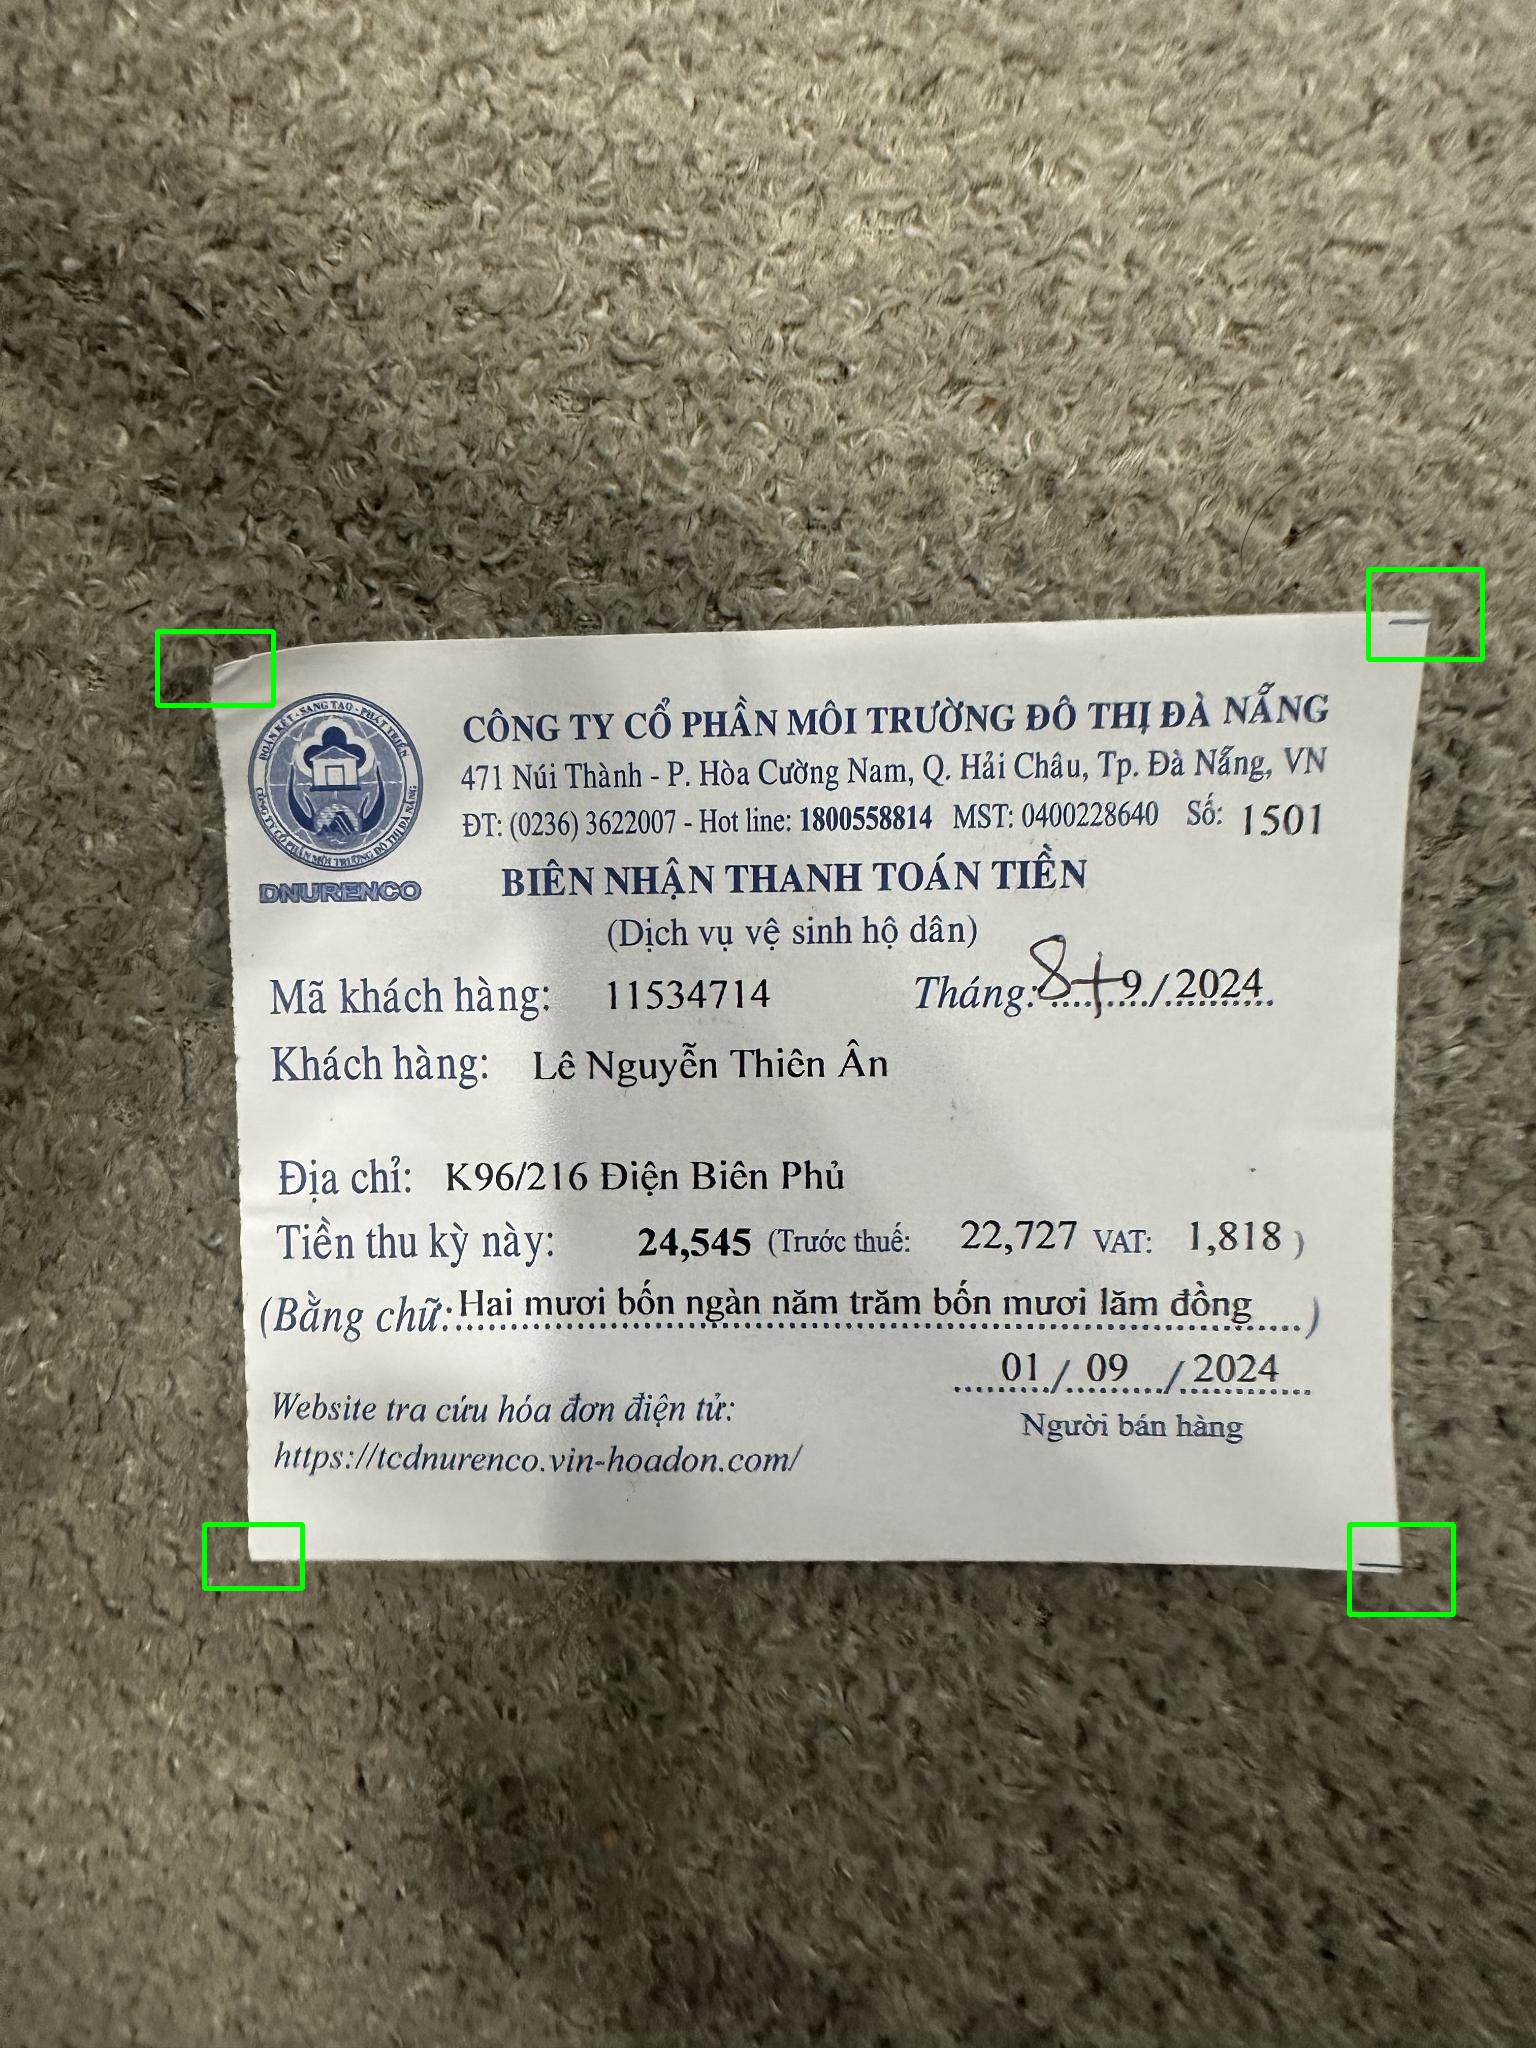 ĐOÀN KẾT - SÁNG TẠO - PHÁT TRIỂN
CÔNG TY CỔ PHẦN MÔI TRƯỜNG ĐÔ THỊ ĐÀ NẴNG
DNURENCO
CÔNG TY CỔ PHẦN MÔI TRƯỜNG ĐÔ THỊ ĐÀ NẴNG
471 Núi Thành - P. Hòa Cường Nam, Q. Hải Châu, Tp. Đà Nẵng, VN
ĐT: (0236) 3622007 - Hot line: 1800558814 MST: 0400228640 Số: 1501
BIÊN NHẬN THANH TOÁN TIỀN
(Dịch vụ vệ sinh hộ dân)
Mã khách hàng: 11534714 Tháng: 8+9/2024
Khách hàng: Lê Nguyễn Thiên Ân
Địa chỉ: K96/216 Điện Biên Phủ
Tiền thu kỳ này: 24,545 (Trước thuế: 22,727 VAT: 1,818 )
(Bằng chữ: Hai mươi bốn ngàn năm trăm bốn mươi lăm đồng )
01 / 09 / 2024
Website tra cứu hóa đơn điện tử:
Người bán hàng
https://tcdnurenco.vin-hoadon.com/